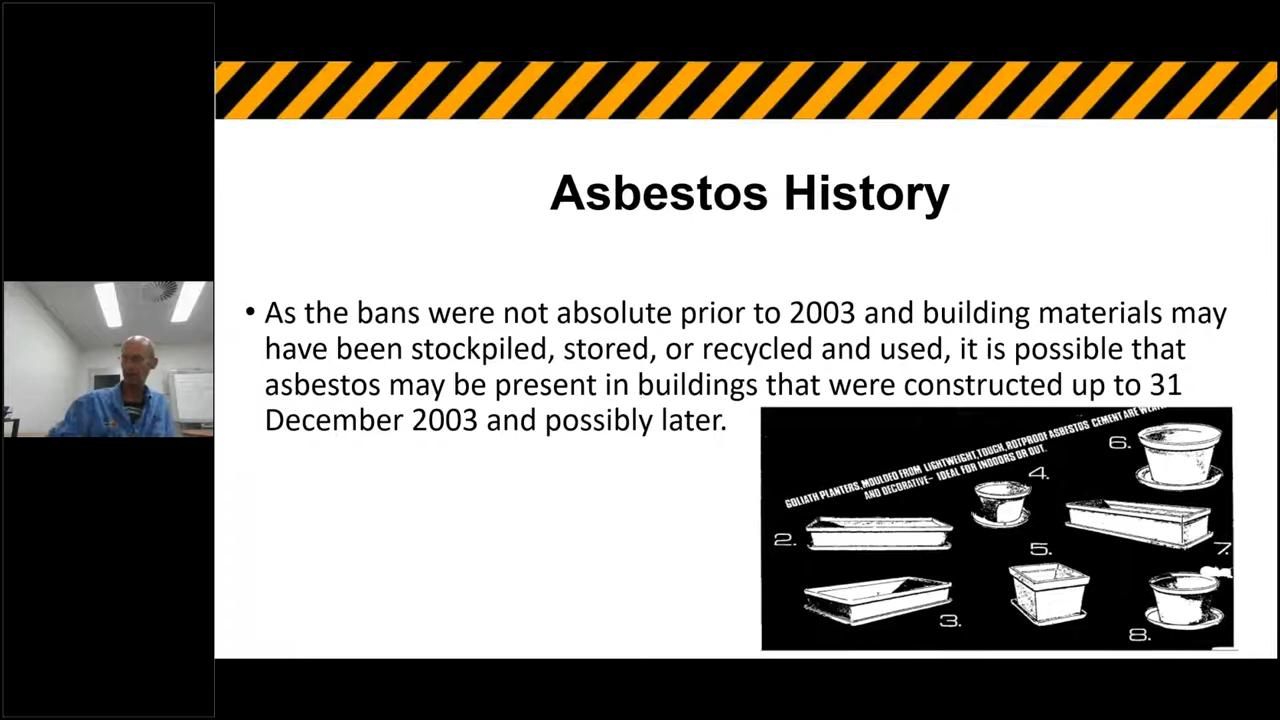 Asbestos History
• As the bans were not absolute prior to 2003 and building materials may
have been stockpiled, stored, or recycled and used, it is possible that
asbestos may be present in buildings that were constructed up to 31
December 2003 and possibly later.
GOLIATH PLANTERS, MOULDED FROM LIGHTWEIGHT, TOUCH, ROTPROOF ASBESTOS CEMENT ARE
AND DECORATIVE - IDEAL FOR INDOORS OR OUT.
6.
4.
2.
5.
7.
3.
8.